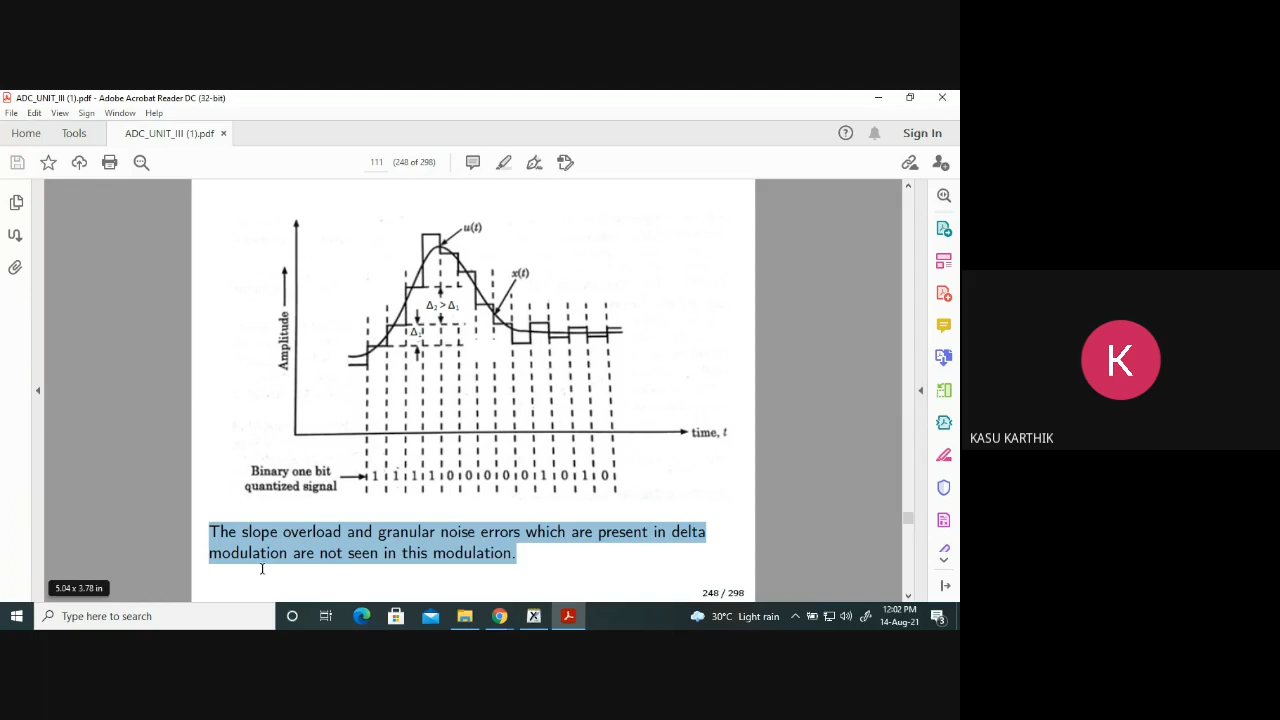 ADC_UNIT_III (1).pdf - Adobe Acrobat Reader DC (32-bit)
File Edit View Sign Window Help
Home Tools ADC_UNIT_III (1).pdf × Sign In
111 (248 of 298)
u(t)
x(t)
Δ₂ > Δ₁
Δ₁
Amplitude
time, t
Binary one bit
quantized signal
1 1 1 1 0 0 0 0 0 1 0 1 0
The slope overload and granular noise errors which are present in delta
modulation are not seen in this modulation.
5.04 x 3.78 in
248 / 298
Type here to search
30°C Light rain
12:02 PM
14-Aug-21
3
K
KASU KARTHIK